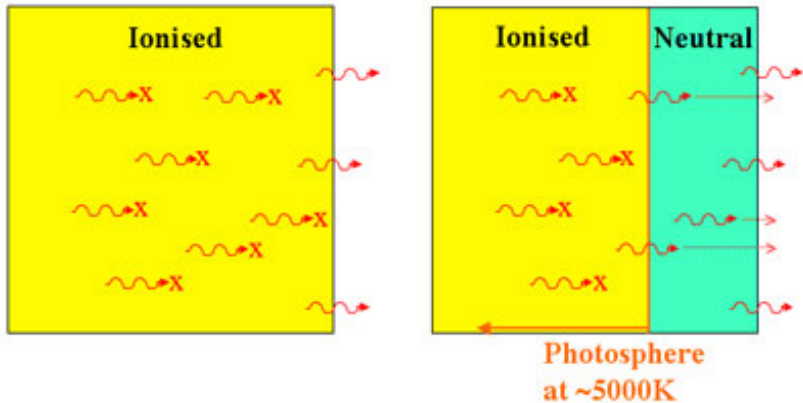 Ionised
X
X
X
X
X
X
X
Ionised
Neutral
X
X
X
X
X
Photosphere
at ~5000K